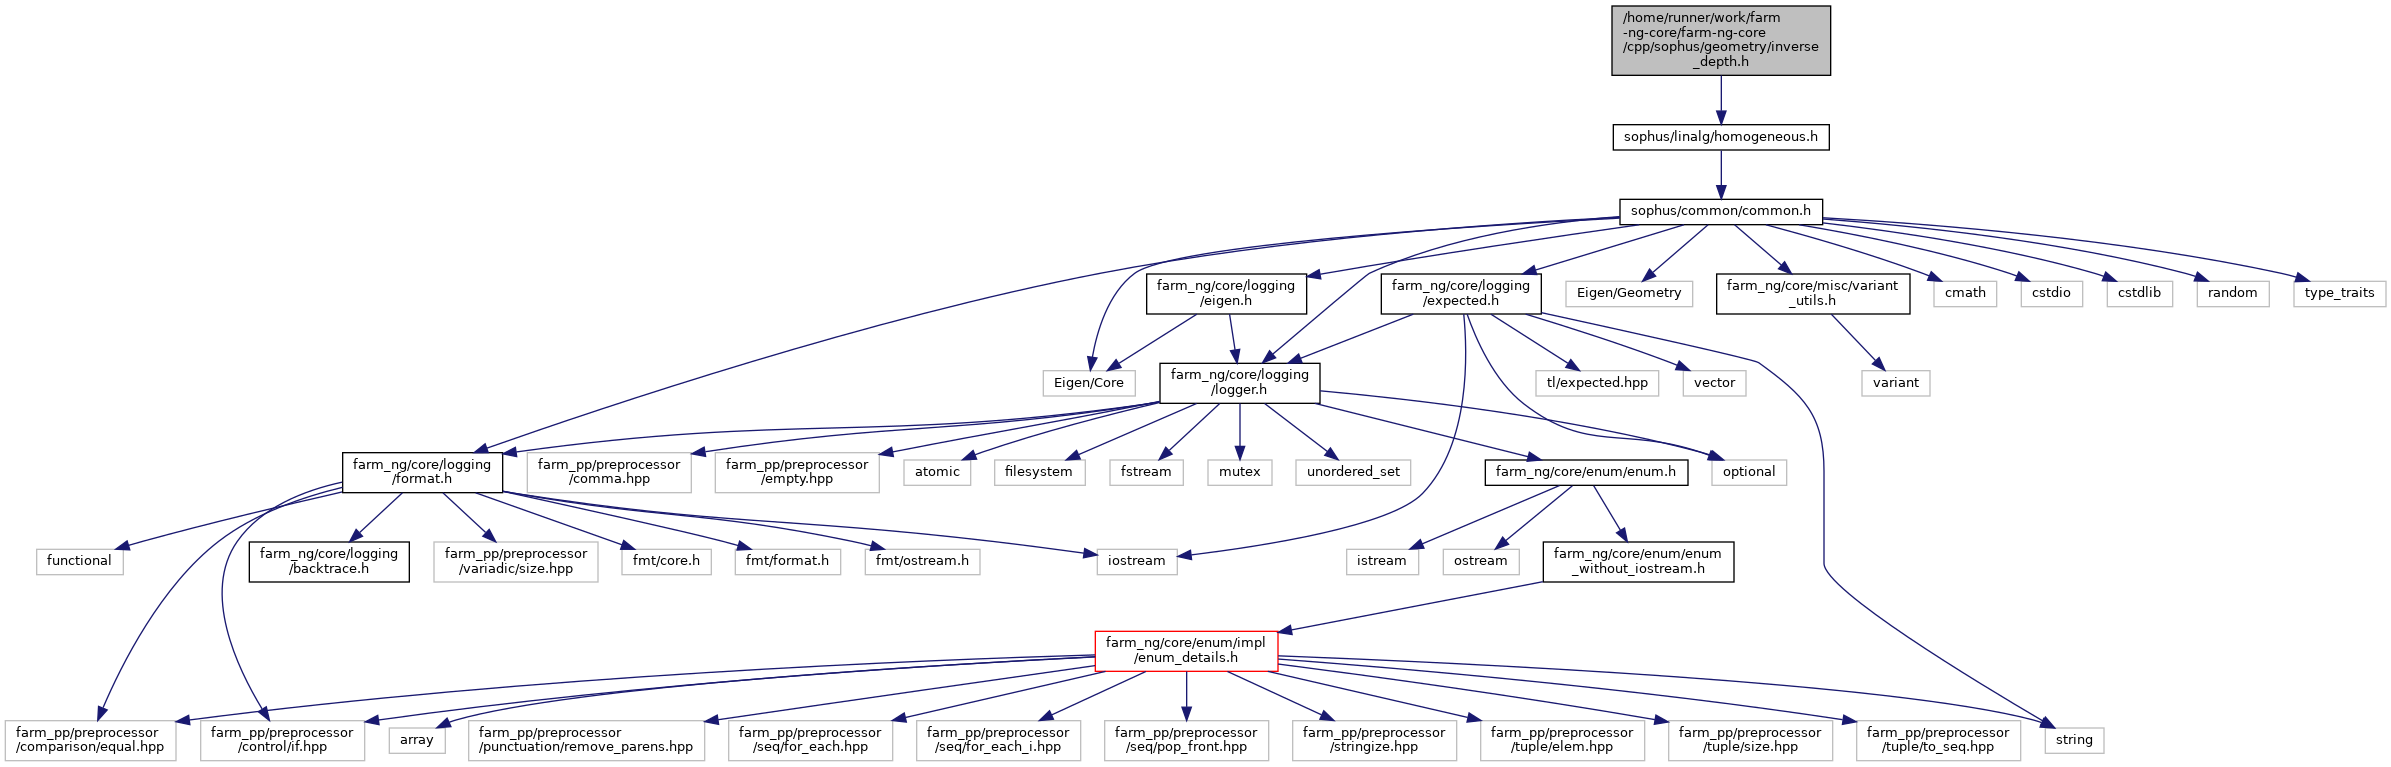 /home/runner/work/farm
-ng-core/farm-ng-core
/cpp/sophus/geometry/inverse
_depth.h
sophus/linalg/homogeneous.h
sophus/common/common.h
farm_ng/core/logging
/eigen.h
farm_ng/core/logging
/expected.h
Eigen/Geometry
farm_ng/core/misc/variant
_utils.h
cmath
cstdio
cstdlib
random
type_traits
Eigen/Core
farm_ng/core/logging
/logger.h
tl/expected.hpp
vector
variant
farm_ng/core/logging
/format.h
farm_pp/preprocessor
/comma.hpp
farm_pp/preprocessor
/empty.hpp
atomic
filesystem
fstream
mutex
unordered_set
farm_ng/core/enum/enum.h
optional
functional
farm_ng/core/logging
/backtrace.h
farm_pp/preprocessor
/variadic/size.hpp
fmt/core.h
fmt/format.h
fmt/ostream.h
iostream
istream
ostream
farm_ng/core/enum/enum
_without_iostream.h
farm_ng/core/enum/impl
/enum_details.h
farm_pp/preprocessor
/comparison/equal.hpp
farm_pp/preprocessor
/control/if.hpp
array
farm_pp/preprocessor
/punctuation/remove_parens.hpp
farm_pp/preprocessor
/seq/for_each.hpp
farm_pp/preprocessor
/seq/for_each_i.hpp
farm_pp/preprocessor
/seq/pop_front.hpp
farm_pp/preprocessor
/stringize.hpp
farm_pp/preprocessor
/tuple/elem.hpp
farm_pp/preprocessor
/tuple/size.hpp
farm_pp/preprocessor
/tuple/to_seq.hpp
string